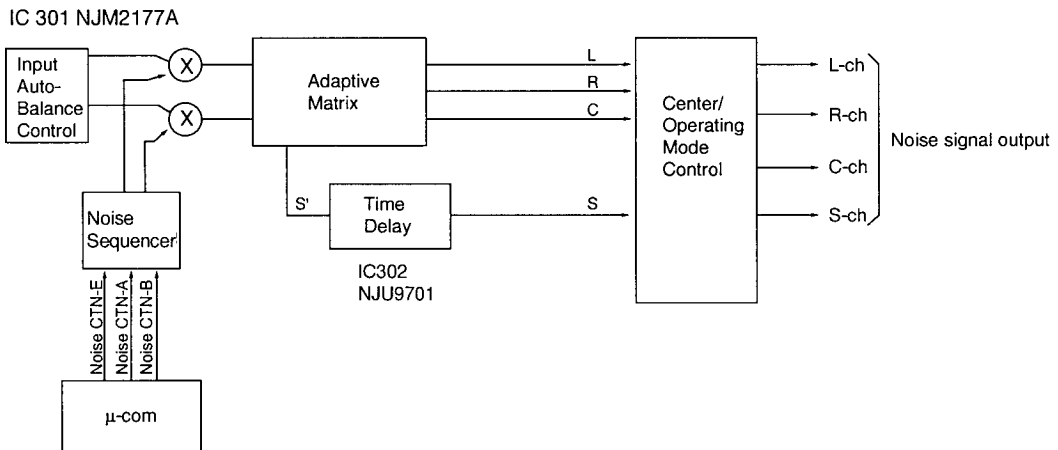 IC 301 NJM2177A
Input
Auto-
Balance
Control
X
X
Adaptive
Matrix
L
R
C
Center/
Operating
Mode
Control
L-ch
R-ch
C-ch
S-ch
Noise signal output
Noise
Sequencer
S'
Time
Delay
S
IC302
NJU9701
Noise CTN-E
Noise CTN-A
Noise CTN-B
μ-com